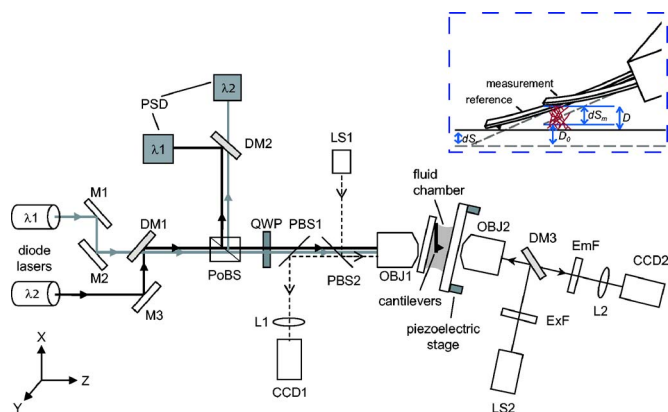 λ2
PSD
λ1
DM2
LS1
measurement
reference
dSm
D
dSr
D0
M1
λ1
M2
DM1
diode
lasers
λ2
M3
PoBS
QWP
PBS1
PBS2
OBJ1
fluid
chamber
OBJ2
DM3
EmF
CCD2
cantilevers
piezoelectric
stage
L2
ExF
LS2
L1
CCD1
X
Z
Y